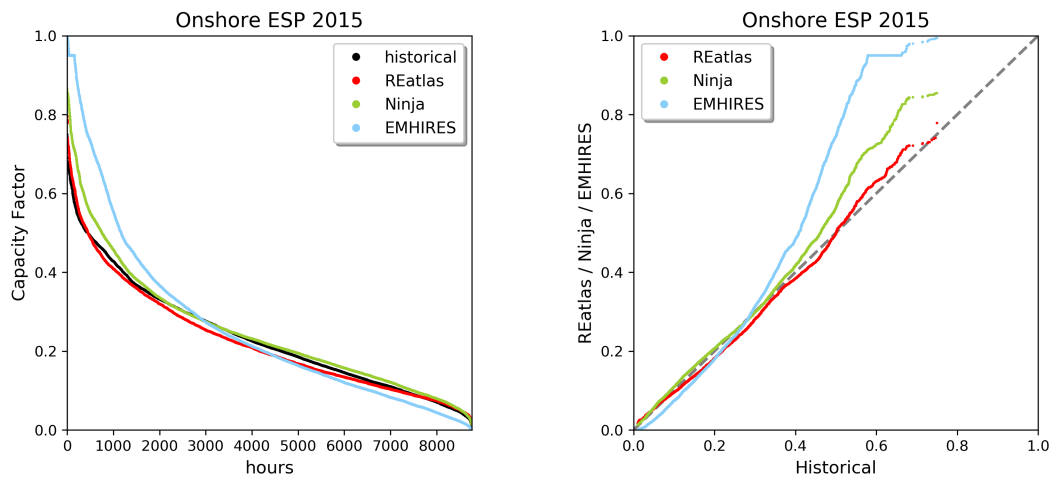 Onshore ESP 2015
1.0
0.8
0.6
0.4
0.2
0.0
Capacity Factor
0 1000 2000 3000 4000 5000 6000 7000 8000
hours
historical
REatlas
Ninja
EMHIRES
Onshore ESP 2015
1.0
0.8
0.6
0.4
0.2
0.0
REatlas / Ninja / EMHIRES
0.0 0.2 0.4 0.6 0.8 1.0
Historical
REatlas
Ninja
EMHIRES